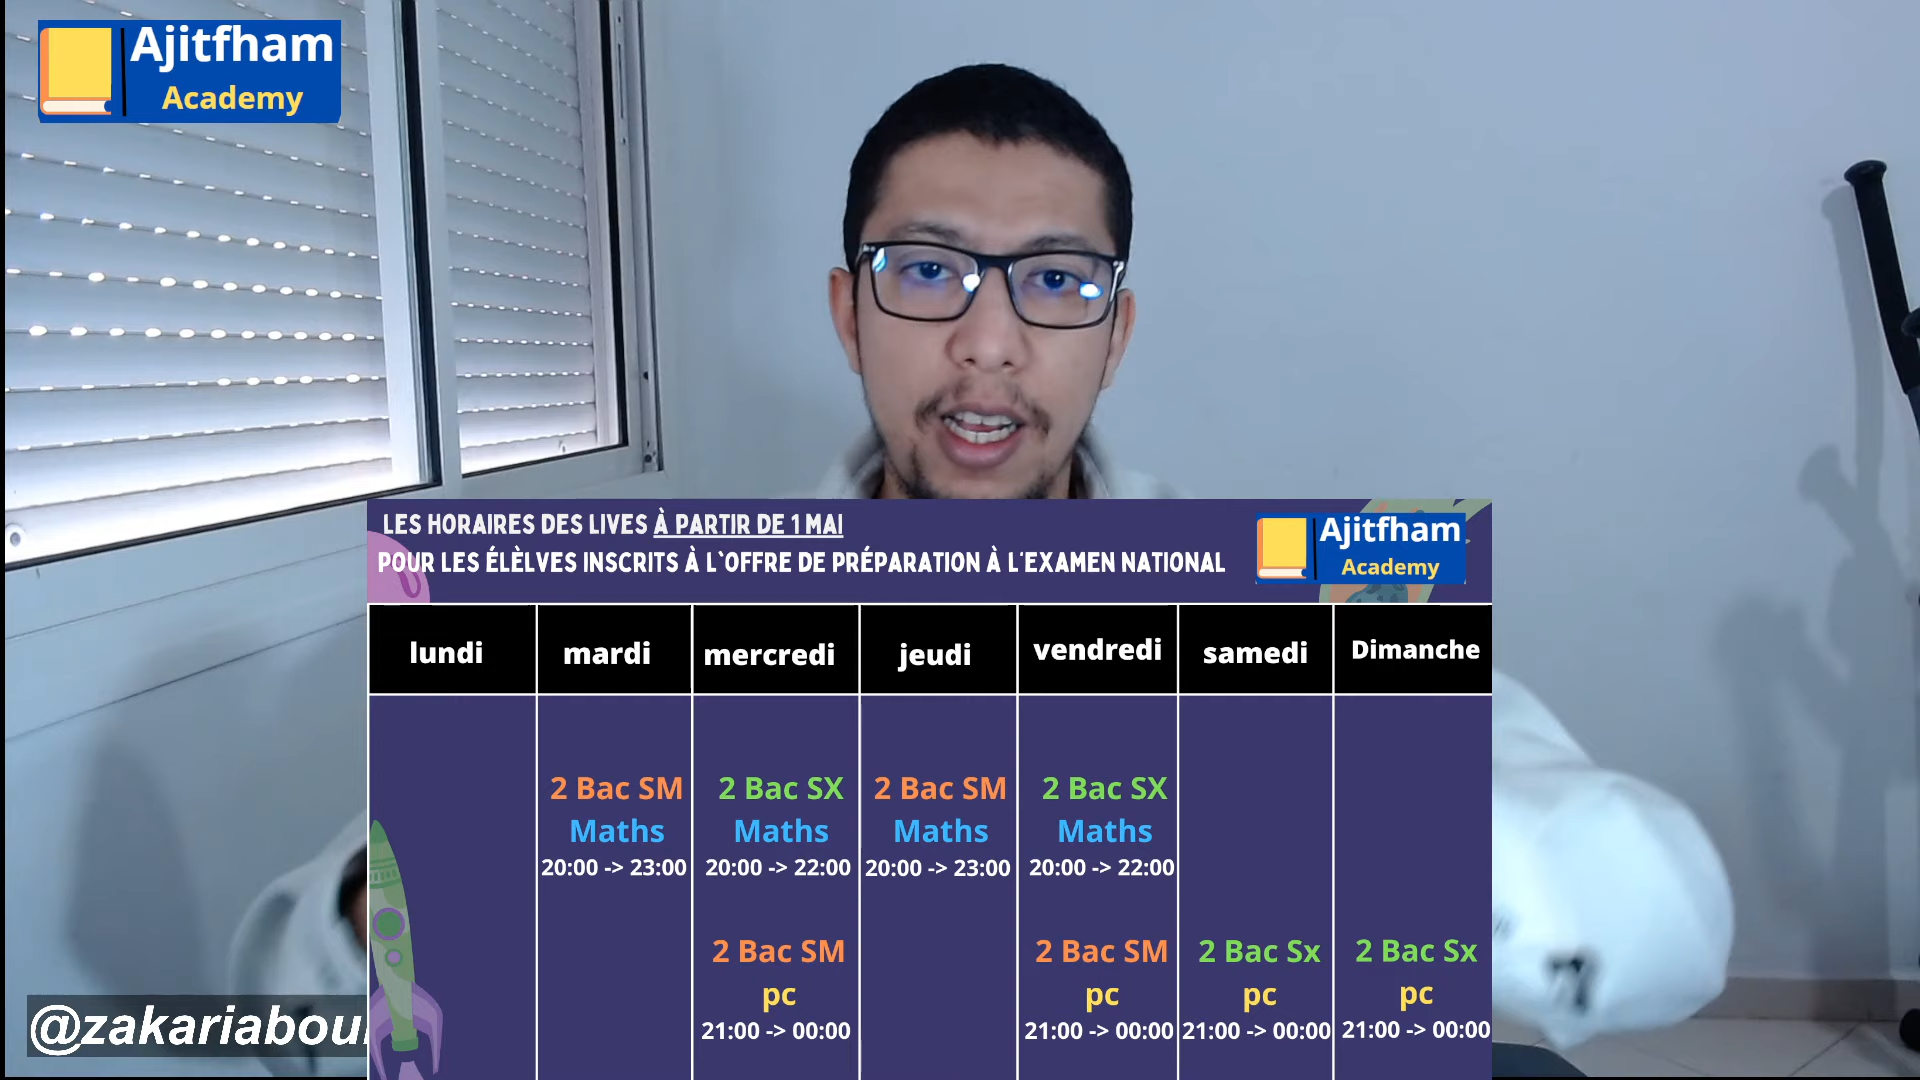 Ajitfham
Academy
LES HORAIRES DES LIVES À PARTIR DE 1 MAI
POUR LES ÉLÈLVES INSCRITS À L`OFFRE DE PRÉPARATION À L'EXAMEN NATIONAL
Ajitfham
Academy
lundi mardi mercredi jeudi vendredi samedi Dimanche
2 Bac SM 2 Bac SX 2 Bac SM 2 Bac SX
Maths Maths Maths Maths
20:00 -> 23:00 20:00 -> 22:00 20:00 -> 23:00 20:00 -> 22:00
2 Bac SM 2 Bac SM 2 Bac Sx 2 Bac Sx
pc pc pc pc
21:00 -> 00:00 21:00 -> 00:00 21:00 -> 00:00 21:00 -> 00:00